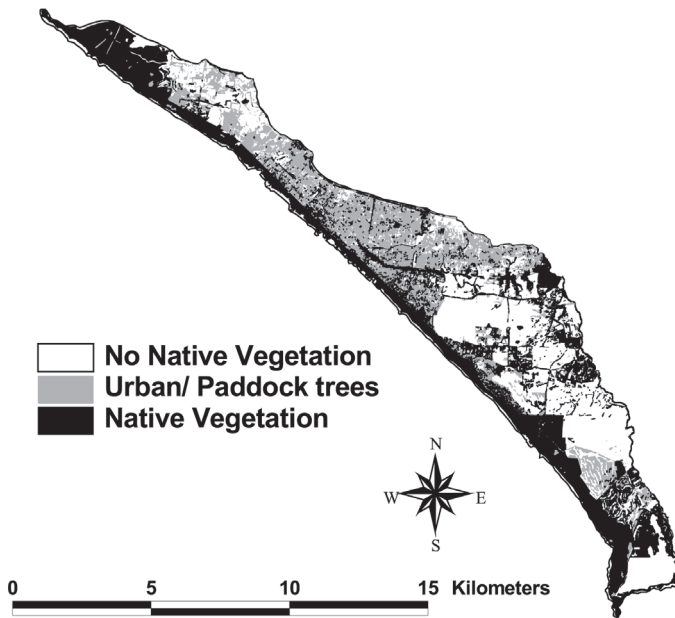 No Native Vegetation
Urban/ Paddock trees
Native Vegetation
N
W E
S
0 5 10 15 Kilometers